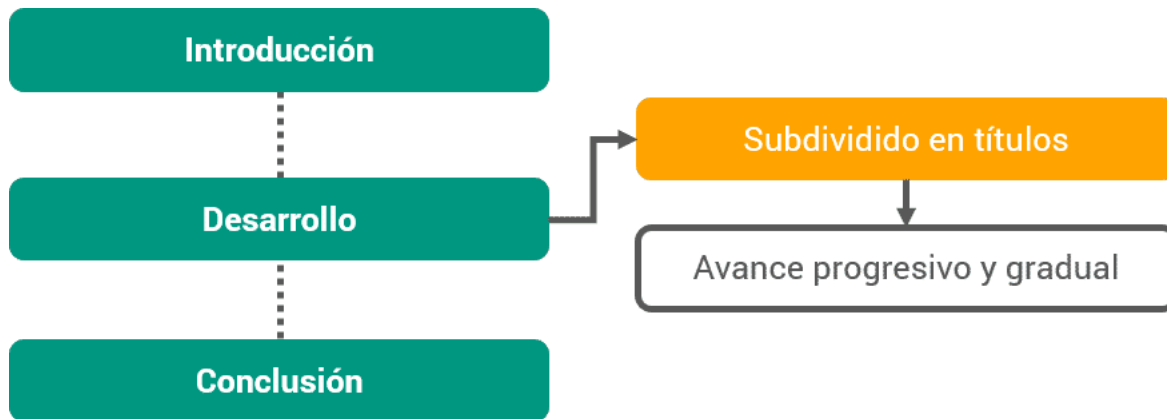 Introducción
Desarrollo
Subdividido en títulos
Avance progresivo y gradual
Conclusión